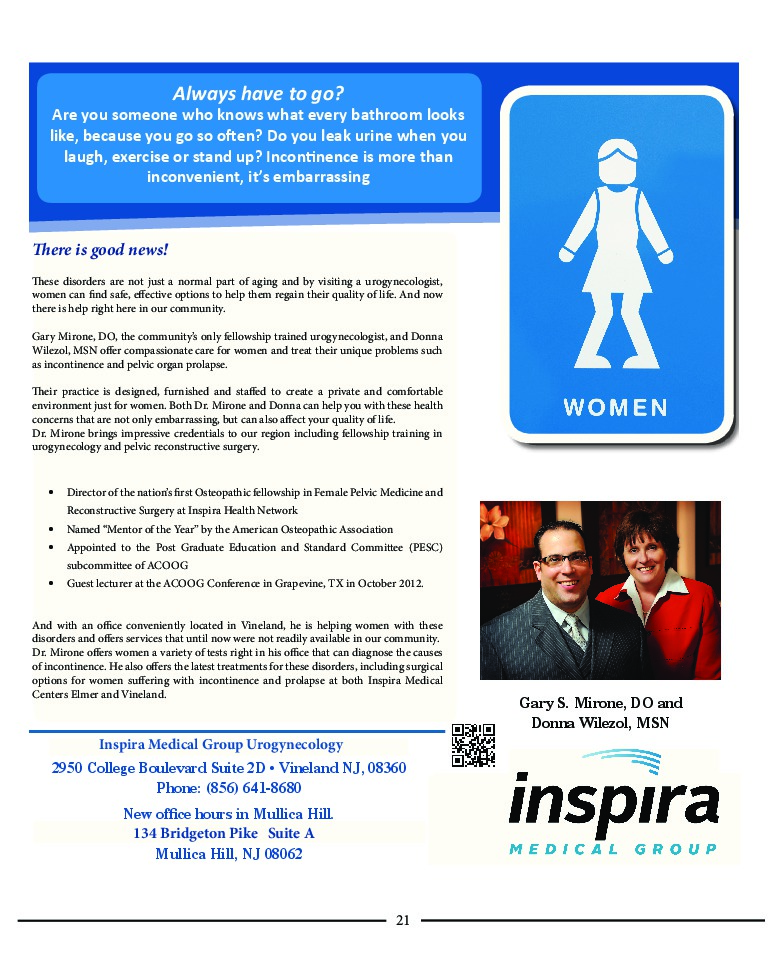 Always have to go?
Are you someone who knows what every bathroom looks
like, because you go so often? Do you leak urine when you
laugh, exercise or stand up? Incontinence is more than
inconvenient, it's embarrassing
WOMEN
There is good news!
These disorders are not just a normal part of aging and by visiting a urogynecologist,
women can find safe, effective options to help them regain their quality of life. And now
there is help right here in our community.
Gary Mirone, DO, the community's only fellowship trained urogynecologist, and Donna
Wilezol, MSN offer compassionate care for women and treat their unique problems such
as incontinence and pelvic organ prolapse.
Their practice is designed, furnished and staffed to create a private and comfortable
environment just for women. Both Dr. Mirone and Donna can help you with these health
concerns that are not only embarrassing, but can also affect your quality of life.
Dr. Mirone brings impressive credentials to our region including fellowship training in
urogynecology and pelvic reconstructive surgery.
• Director of the nation's first Osteopathic fellowship in Female Pelvic Medicine and
Reconstructive Surgery at Inspira Health Network
• Named “Mentor of the Year” by the American Osteopathic Association
• Appointed to the Post Graduate Education and Standard Committee (PESC)
subcommittee of ACOOG
• Guest lecturer at the ACOOG Conference in Grapevine, TX in October 2012.
And with an office conveniently located in Vineland, he is helping women with these
disorders and offers services that until now were not readily available in our community.
Dr. Mirone offers women a variety of tests right in his office that can diagnose the causes
of incontinence. He also offers the latest treatments for these disorders, including surgical
options for women suffering with incontinence and prolapse at both Inspira Medical
Centers Elmer and Vineland.
Gary S. Mirone, DO and
Donna Wilezol, MSN
Inspira Medical Group Urogynecology
2950 College Boulevard Suite 2D • Vineland NJ, 08360
Phone: (856) 641-8680
New office hours in Mullica Hill.
134 Bridgeton Pike Suite A
Mullica Hill, NJ 08062
inspira
MEDICAL GROUP
21